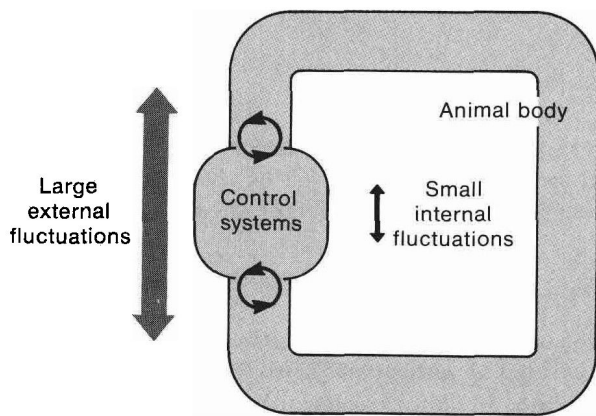 Animal body
Large
external
fluctuations
Control
systems
Small
internal
fluctuations